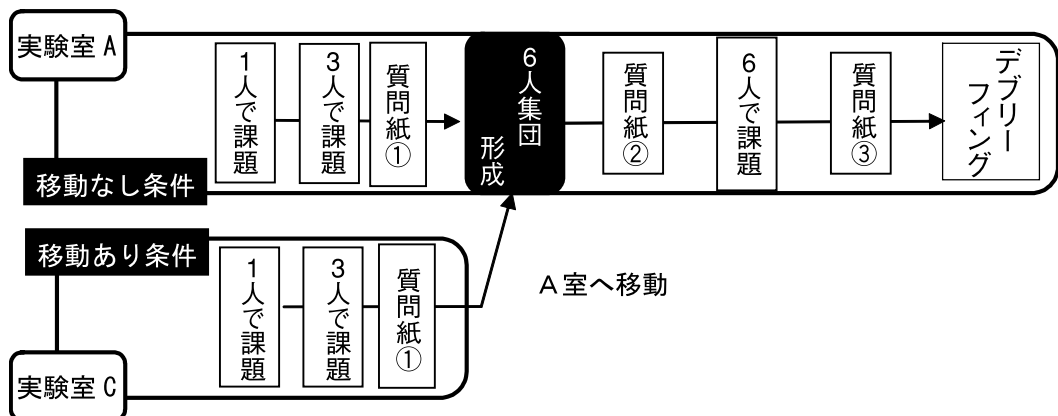 実験室 A
1人で課題
3人で課題
質問紙①
6人集団
形成
質問紙②
6人で課題
質問紙③
デブリー
フィング
移動なし条件
移動あり条件
1人で課題
3人で課題
質問紙①
A室へ移動
実験室 C